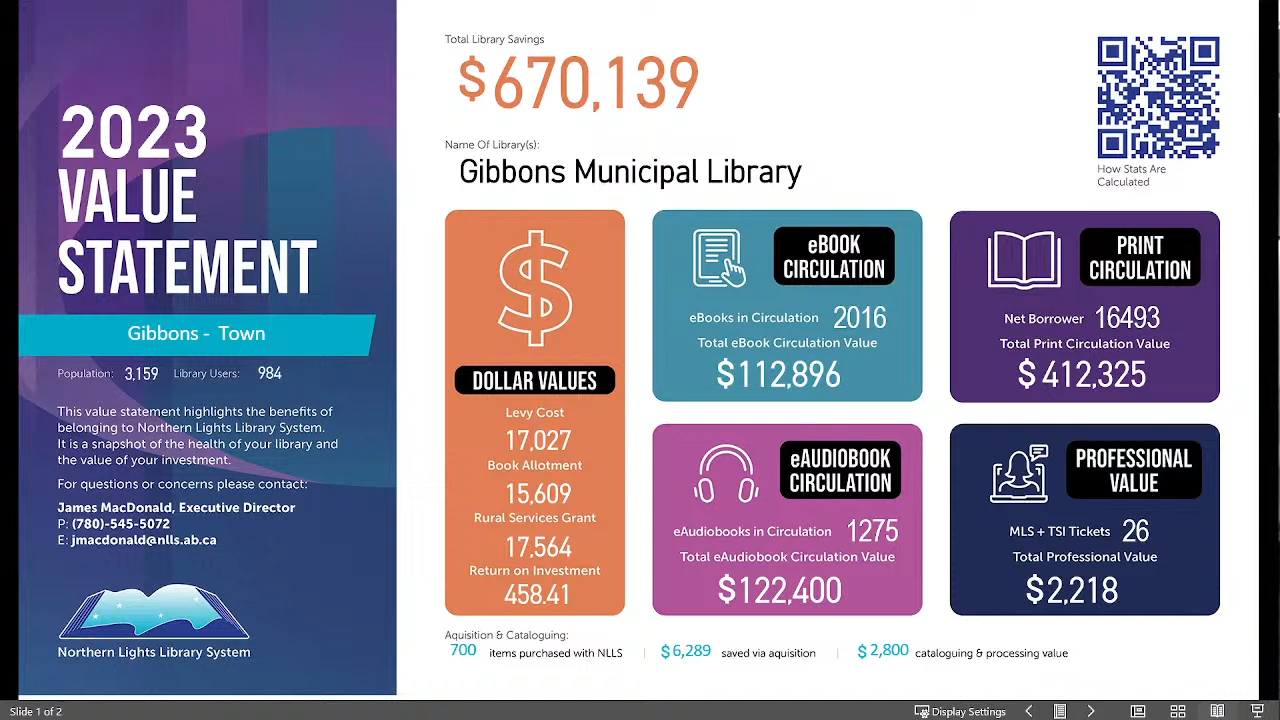 2023
VALUE
STATEMENT
Gibbons - Town
Population: 3,159 Library Users: 984
This value statement highlights the benefits of
belonging to Northern Lights Library System.
It is a snapshot of the health of your library and
the value of your investment.
For questions or concerns please contact:
James MacDonald, Executive Director
P: (780)-545-5072
E: jmacdonald@nlls.ab.ca
Northern Lights Library System
Total Library Savings
$670,139
Name Of Library(s):
Gibbons Municipal Library
How Stats Are
Calculated
DOLLAR VALUES
Levy Cost
17,027
Book Allotment
15,609
Rural Services Grant
17,564
Return on Investment
458.41
eBOOK
CIRCULATION
eBooks in Circulation 2016
Total eBook Circulation Value
$112,896
PRINT
CIRCULATION
Net Borrower 16493
Total Print Circulation Value
$412,325
eAUDIOBOOK
CIRCULATION
eAudiobooks in Circulation 1275
Total eAudiobook Circulation Value
$122,400
PROFESSIONAL
VALUE
MLS + TSI Tickets 26
Total Professional Value
$2,218
Aquisition & Cataloguing:
700 items purchased with NLLS | $6,289 saved via aquisition | $2,800 cataloguing & processing value
Slide 1 of 2
Display Settings